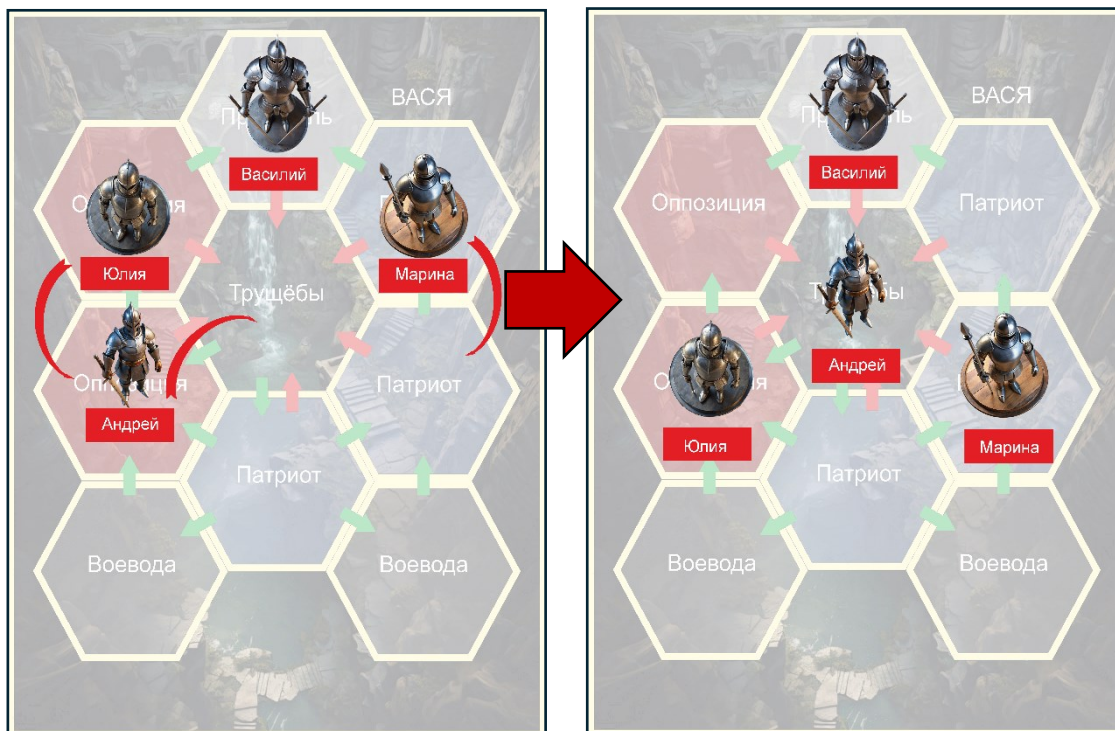 ВАСЯ
Василий
Юлия
Марина
Трущёбы
Оппозиция
Патриот
Андрей
Патриот
Воевода
Воевода
ВАСЯ
Василий
Оппозиция
Патриот
Андрей
Юлия
Марина
Патриот
Воевода
Воевода